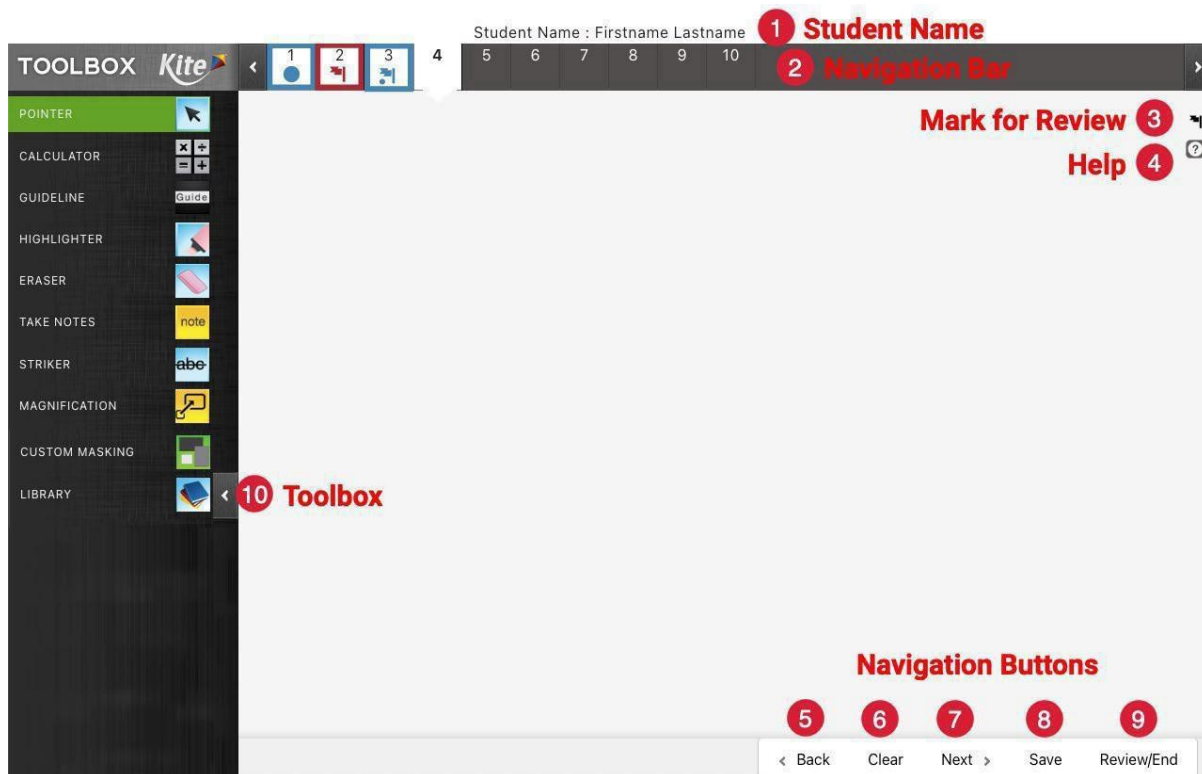 Student Name : Firstname Lastname 1 Student Name
TOOLBOX Kite ‹ 1 2 3 4 5 6 7 8 9 10 2 Navigation Bar ›
POINTER
Mark for Review 3
CALCULATOR × ÷ = +
Help 4 ?
GUIDELINE Guide
HIGHLIGHTER
ERASER
TAKE NOTES note
STRIKER abc
MAGNIFICATION
CUSTOM MASKING
LIBRARY ‹ 10 Toolbox
Navigation Buttons
5 6 7 8 9
‹ Back Clear Next › Save Review/End